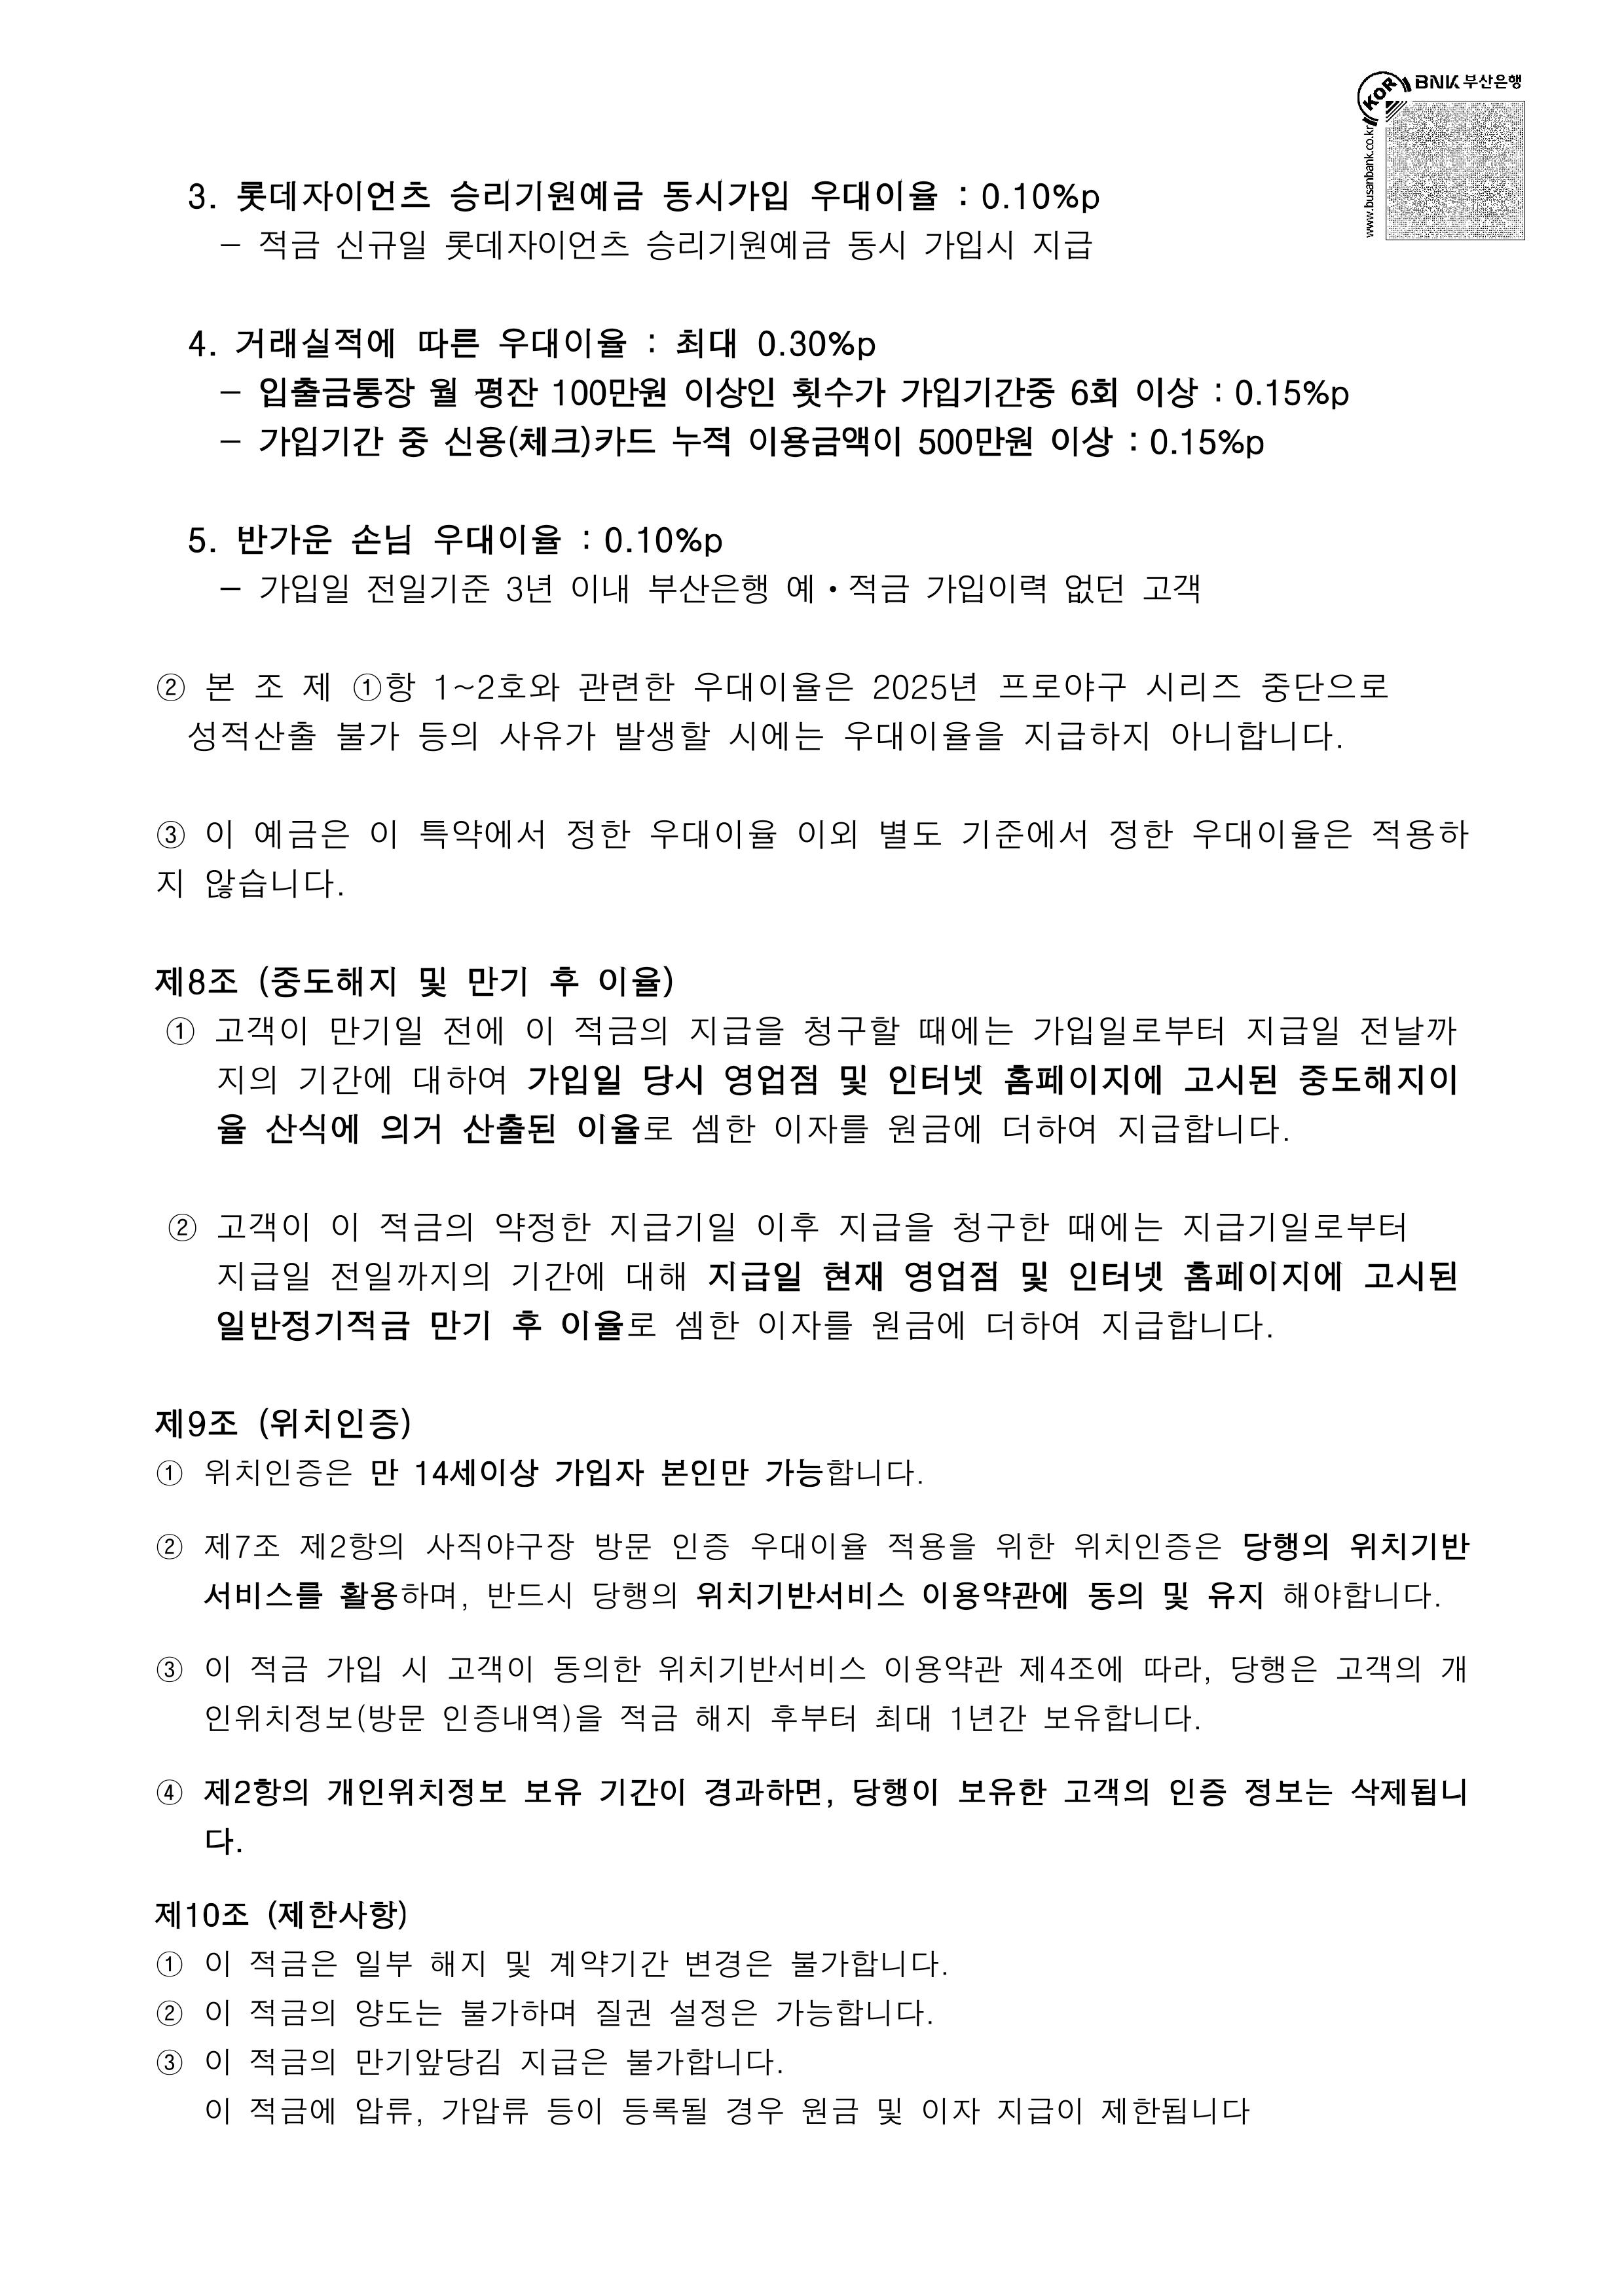 KOR
BNK 부산은행
www.busanbank.co.kr
3. 롯데자이언츠 승리기원예금 동시가입 우대이율 : 0.10%p
– 적금 신규일 롯데자이언츠 승리기원예금 동시 가입시 지급
4. 거래실적에 따른 우대이율 : 최대 0.30%p
– 입출금통장 월 평잔 100만원 이상인 횟수가 가입기간중 6회 이상 : 0.15%p
– 가입기간 중 신용(체크)카드 누적 이용금액이 500만원 이상 : 0.15%p
5. 반가운 손님 우대이율 : 0.10%p
– 가입일 전일기준 3년 이내 부산은행 예·적금 가입이력 없던 고객
② 본 조 제 ①항 1~2호와 관련한 우대이율은 2025년 프로야구 시리즈 중단으로
성적산출 불가 등의 사유가 발생할 시에는 우대이율을 지급하지 아니합니다.
③ 이 예금은 이 특약에서 정한 우대이율 이외 별도 기준에서 정한 우대이율은 적용하
지 않습니다.
제8조 (중도해지 및 만기 후 이율)
① 고객이 만기일 전에 이 적금의 지급을 청구할 때에는 가입일로부터 지급일 전날까
지의 기간에 대하여 가입일 당시 영업점 및 인터넷 홈페이지에 고시된 중도해지이
율 산식에 의거 산출된 이율로 셈한 이자를 원금에 더하여 지급합니다.
② 고객이 이 적금의 약정한 지급기일 이후 지급을 청구한 때에는 지급기일로부터
지급일 전일까지의 기간에 대해 지급일 현재 영업점 및 인터넷 홈페이지에 고시된
일반정기적금 만기 후 이율로 셈한 이자를 원금에 더하여 지급합니다.
제9조 (위치인증)
① 위치인증은 만 14세이상 가입자 본인만 가능합니다.
② 제7조 제2항의 사직야구장 방문 인증 우대이율 적용을 위한 위치인증은 당행의 위치기반
서비스를 활용하며, 반드시 당행의 위치기반서비스 이용약관에 동의 및 유지 해야합니다.
③ 이 적금 가입 시 고객이 동의한 위치기반서비스 이용약관 제4조에 따라, 당행은 고객의 개
인위치정보(방문 인증내역)을 적금 해지 후부터 최대 1년간 보유합니다.
④ 제2항의 개인위치정보 보유 기간이 경과하면, 당행이 보유한 고객의 인증 정보는 삭제됩니
다.
제10조 (제한사항)
① 이 적금은 일부 해지 및 계약기간 변경은 불가합니다.
② 이 적금의 양도는 불가하며 질권 설정은 가능합니다.
③ 이 적금의 만기앞당김 지급은 불가합니다.
이 적금에 압류, 가압류 등이 등록될 경우 원금 및 이자 지급이 제한됩니다